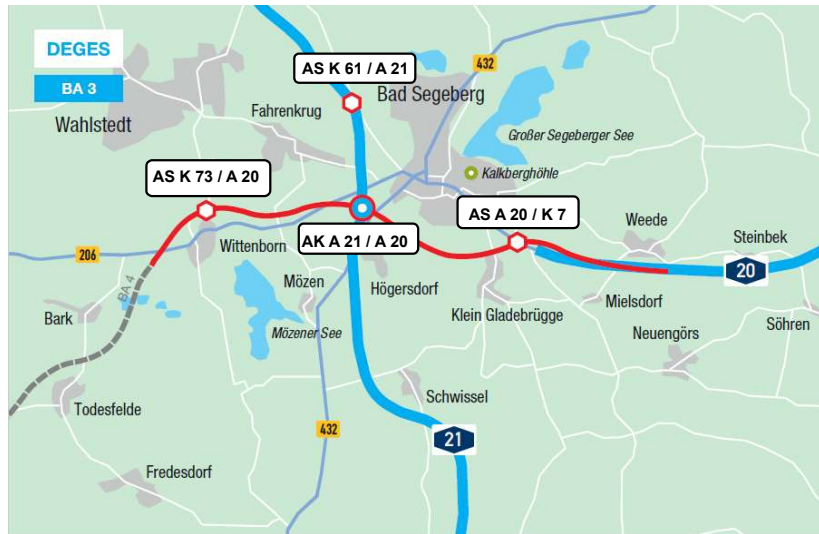 DEGES
BA 3
AS K 61 / A 21
432
Bad Segeberg
Fahrenkrug
Wahlstedt
Großer Segeberger See
Kalkberghöhle
AS K 73 / A 20
AS A 20 / K 7
Weede
Steinbek
206
Wittenborn
AK A 21 / A 20
20
BA 4
Mözen
Högersdorf
Klein Gladebrügge
Mielsdorf
Bark
Mözener See
Neuengörs
Söhren
Schwissel
Todesfelde
432
21
Fredesdorf